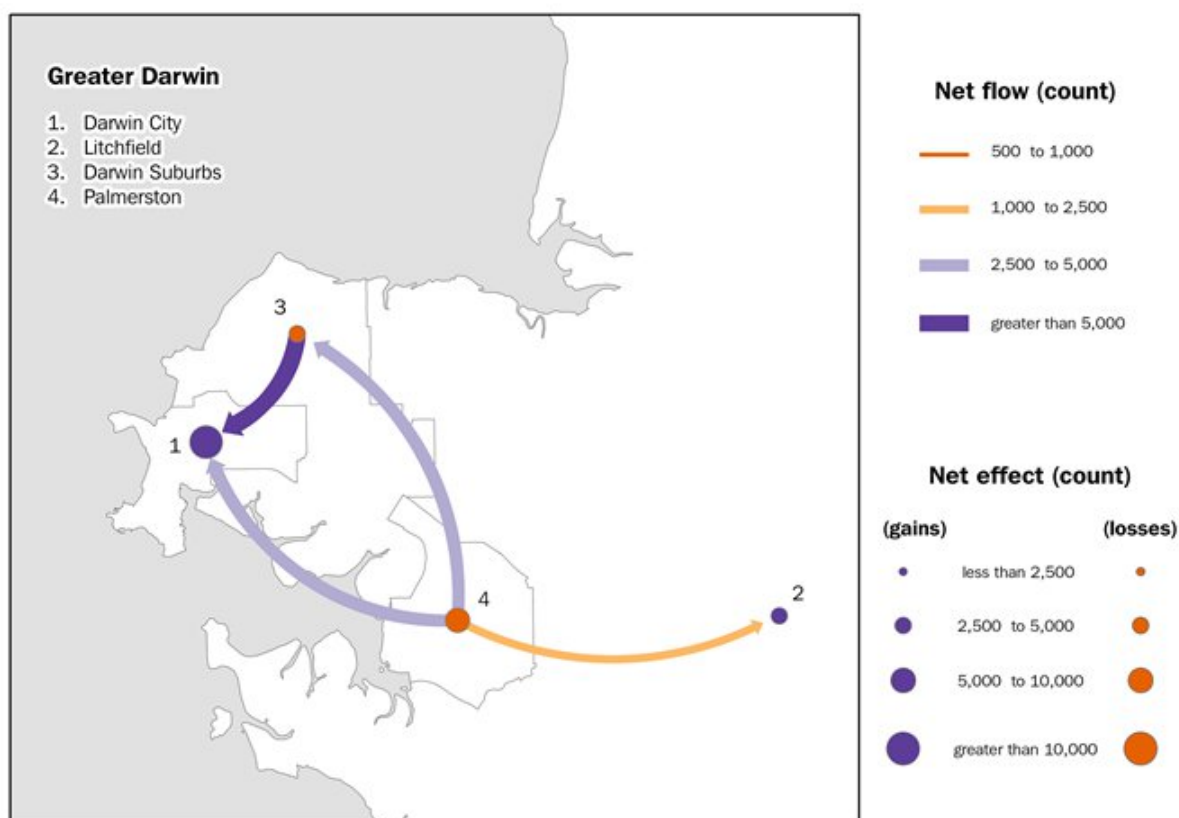 Greater Darwin
1. Darwin City
2. Litchfield
3. Darwin Suburbs
4. Palmerston
3
1
4
2
Net flow (count)
500 to 1,000
1,000 to 2,500
2,500 to 5,000
greater than 5,000
Net effect (count)
(gains) (losses)
less than 2,500
2,500 to 5,000
5,000 to 10,000
greater than 10,000